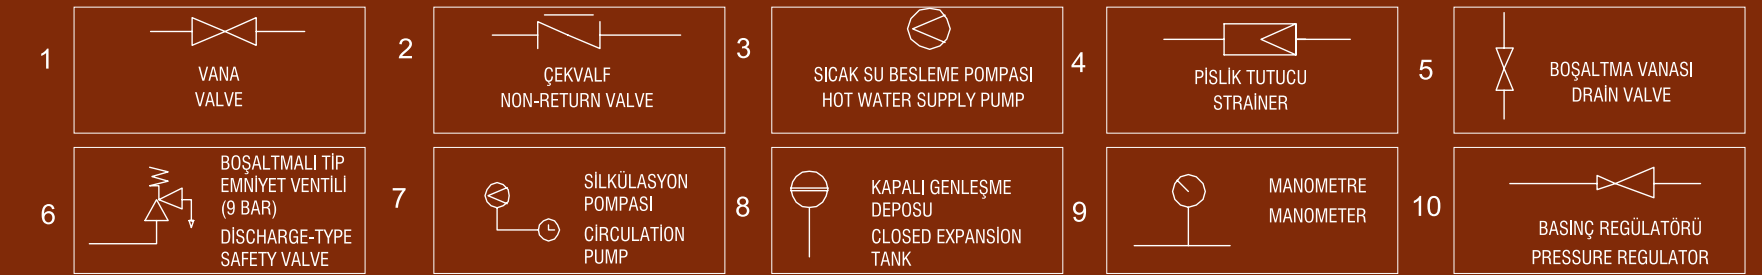 1
VANA
VALVE
2
ÇEKVALF
NON-RETURN VALVE
3
SICAK SU BESLEME POMPASI
HOT WATER SUPPLY PUMP
4
PİSLİK TUTUCU
STRAİNER
5
BOŞALTMA VANASI
DRAİN VALVE
6
BOŞALTMALI TİP
EMNİYET VENTİLİ
(9 BAR)
DİSCHARGE-TYPE
SAFETY VALVE
7
SİLKÜLASYON
POMPASI
CİRCULATİON
PUMP
8
KAPALI GENLEŞME
DEPOSU
CLOSED EXPANSİON
TANK
9
MANOMETRE
MANOMETER
10
BASINÇ REGÜLATÖRÜ
PRESSURE REGULATOR